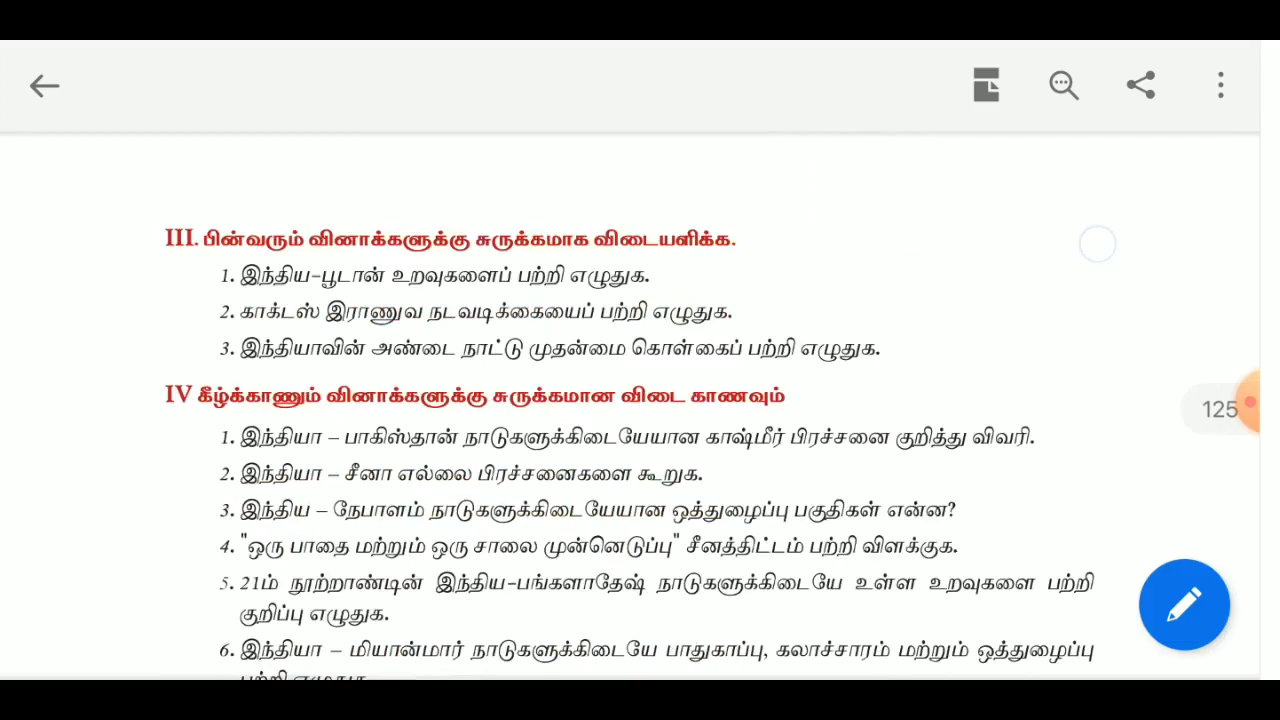 III. பின்வரும் வினாக்களுக்கு சுருக்கமாக விடையளிக்க.
1. இந்திய-பூடான் உறவுகளைப் பற்றி எழுதுக.
2. காக்டஸ் இராணுவ நடவடிக்கையைப் பற்றி எழுதுக.
3. இந்தியாவின் அண்டை நாட்டு முதன்மை கொள்கைப் பற்றி எழுதுக.
IV கீழ்க்காணும் வினாக்களுக்கு சுருக்கமான விடை காணவும்
125
1. இந்தியா – பாகிஸ்தான் நாடுகளுக்கிடையேயான காஷ்மீர் பிரச்சனை குறித்து விவரி.
2. இந்தியா – சீனா எல்லை பிரச்சனைகளை கூறுக.
3. இந்திய – நேபாளம் நாடுகளுக்கிடையேயான ஒத்துழைப்பு பகுதிகள் என்ன?
4. "ஒரு பாதை மற்றும் ஒரு சாலை முன்னெடுப்பு" சீனத்திட்டம் பற்றி விளக்குக.
5. 21ம் நூற்றாண்டின் இந்திய-பங்களாதேஷ் நாடுகளுக்கிடையே உள்ள உறவுகளை பற்றி
குறிப்பு எழுதுக.
6. இந்தியா – மியான்மார் நாடுகளுக்கிடையே பாதுகாப்பு, கலாச்சாரம் மற்றும் ஒத்துழைப்பு